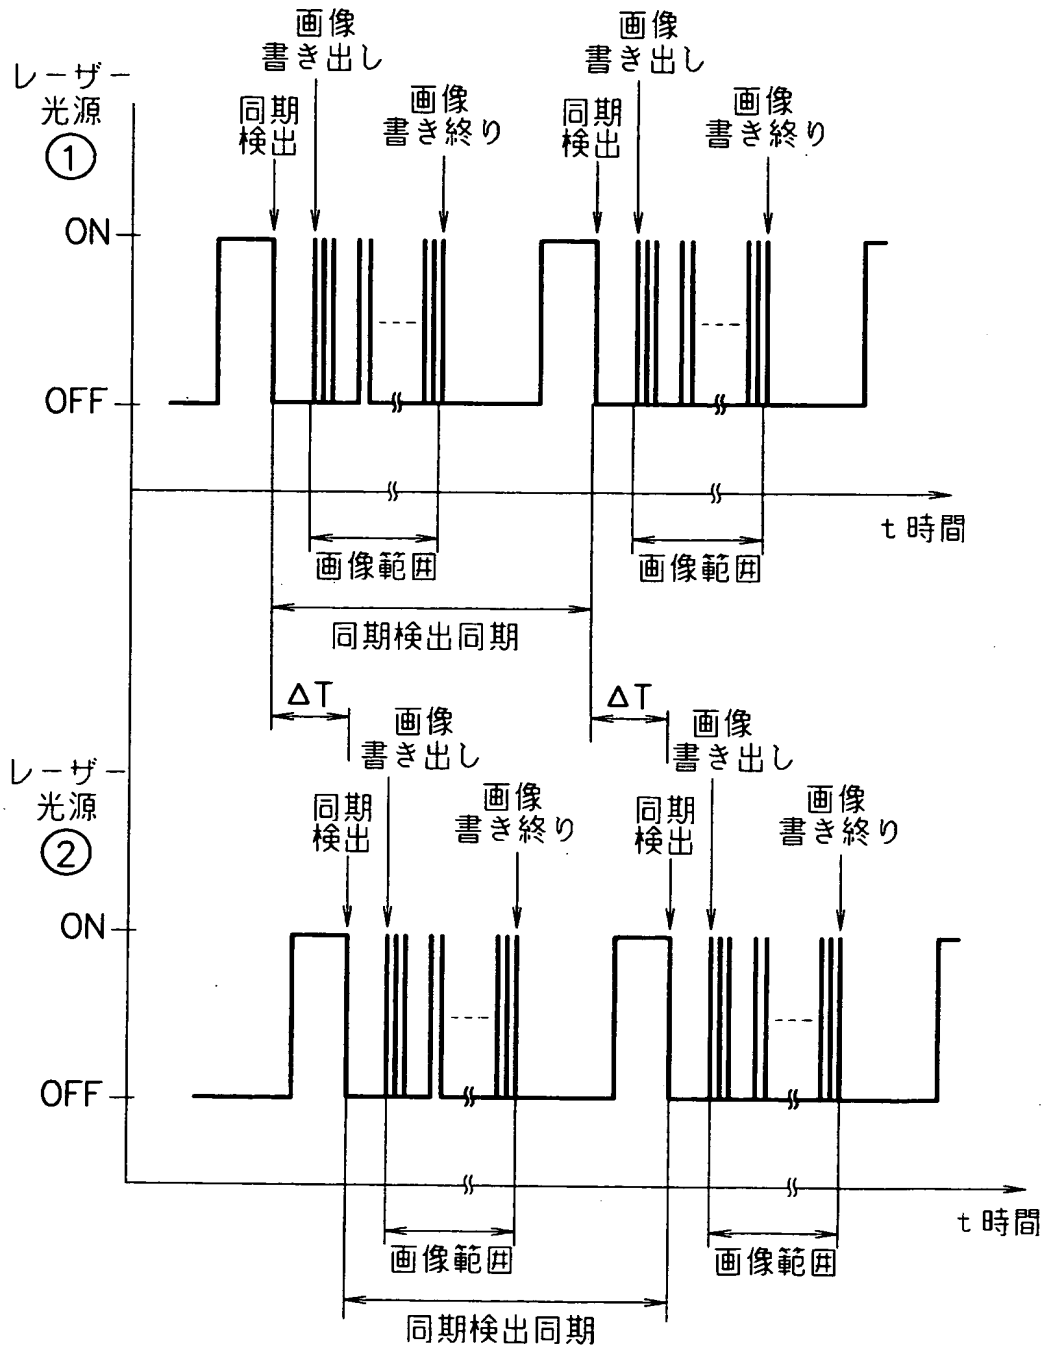 画像
書き出し
画像
書き出し
レーザー
光源
①
同期
検出
画像
書き終り
同期
検出
画像
書き終り
ON
OFF
t 時間
画像範囲
画像範囲
同期検出同期
ΔT
ΔT
画像
書き出し
画像
書き出し
レーザー
光源
②
同期
検出
画像
書き終り
同期
検出
画像
書き終り
ON
OFF
t 時間
画像範囲
画像範囲
同期検出同期